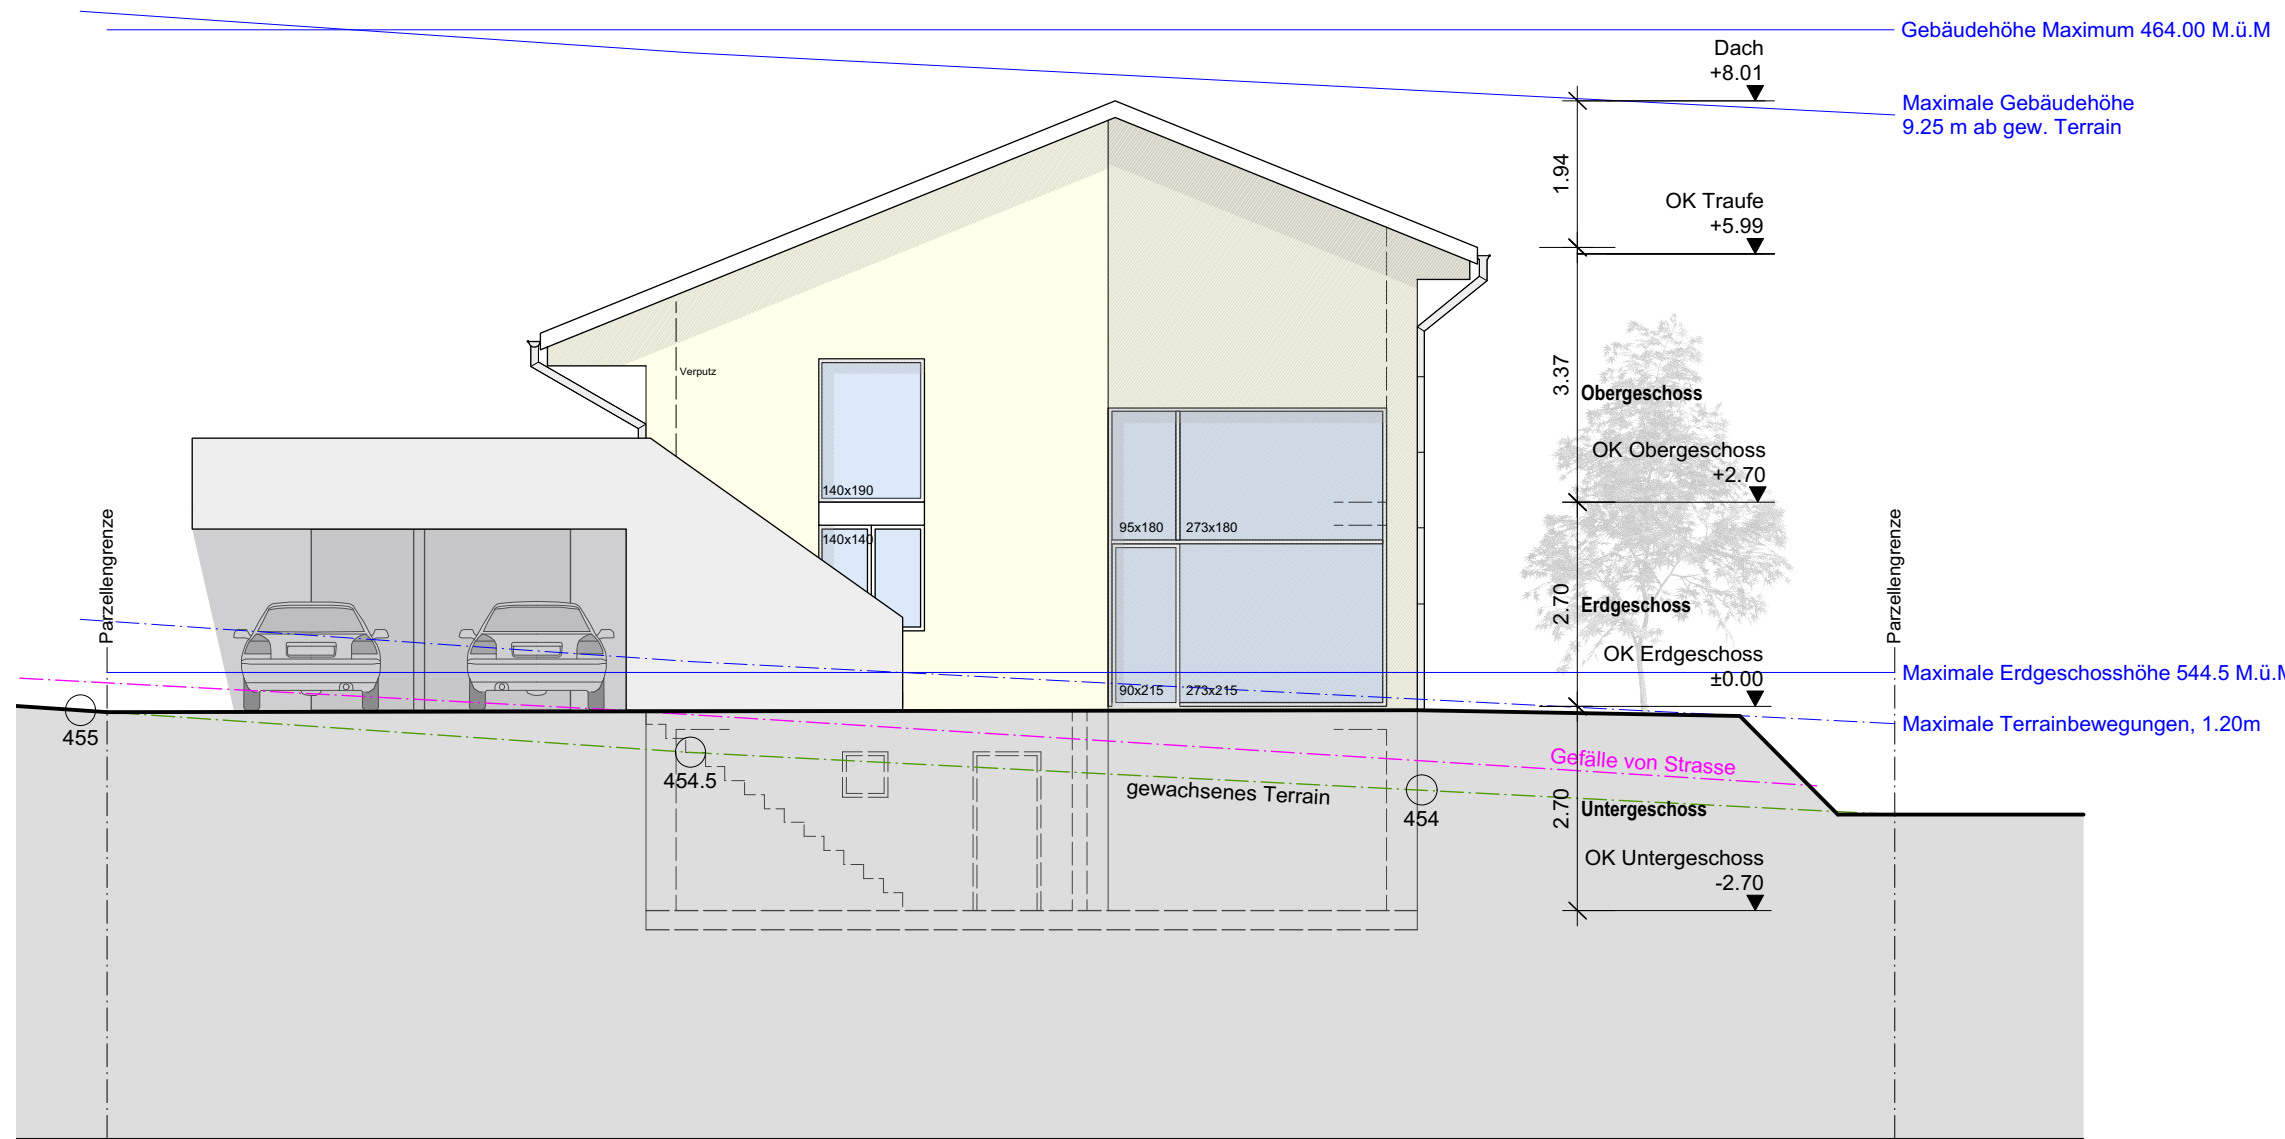 Gebäudehöhe Maximum 464.00 M.ü.M
Dach
+8.01
Maximale Gebäudehöhe
9.25 m ab gew. Terrain
1.94
OK Traufe
+5.99
Verputz
3.37
Obergeschoss
OK Obergeschoss
+2.70
140x190
140x140
95x180
273x180
Parzellengrenze
Parzellengrenze
2.70
Erdgeschoss
OK Erdgeschoss
±0.00
Maximale Erdgeschosshöhe 544.5 M.ü.M
90x215
273x215
Maximale Terrainbewegungen, 1.20m
455
454.5
Gefälle von Strasse
gewachsenes Terrain
454
2.70
Untergeschoss
OK Untergeschoss
-2.70